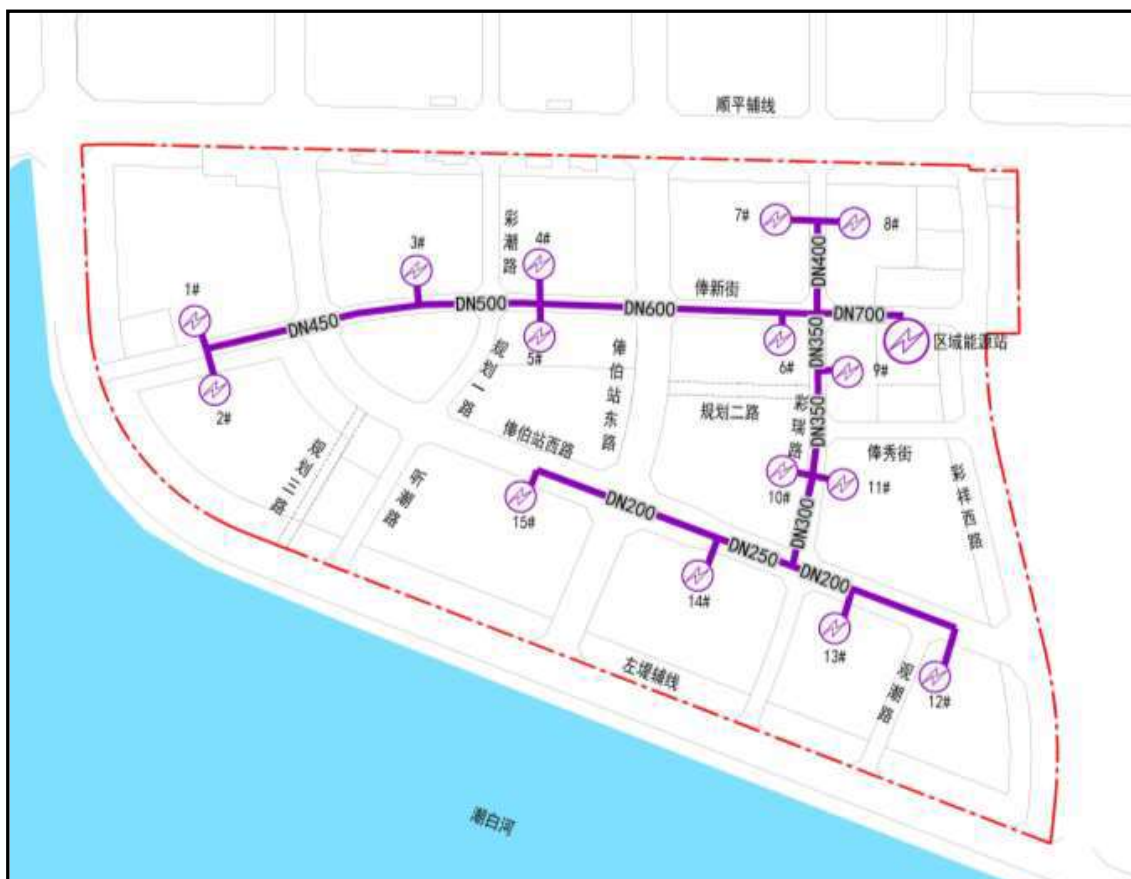 顺平辅线
7#
8#
彩潮路
4#
3#
1#
DN400
俸新街
DN500
DN600
DN700
DN450
区域能源站
5#
6#
DN350
9#
2#
规划一路
俸伯站东路
规划二路
彩瑞路
DN350
俸伯站西路
俸秀街
规划三路
听潮路
10#
11#
彩祥西路
15#
DN200
DN300
DN250
DN200
14#
13#
左堤辅线
观潮路
12#
潮白河